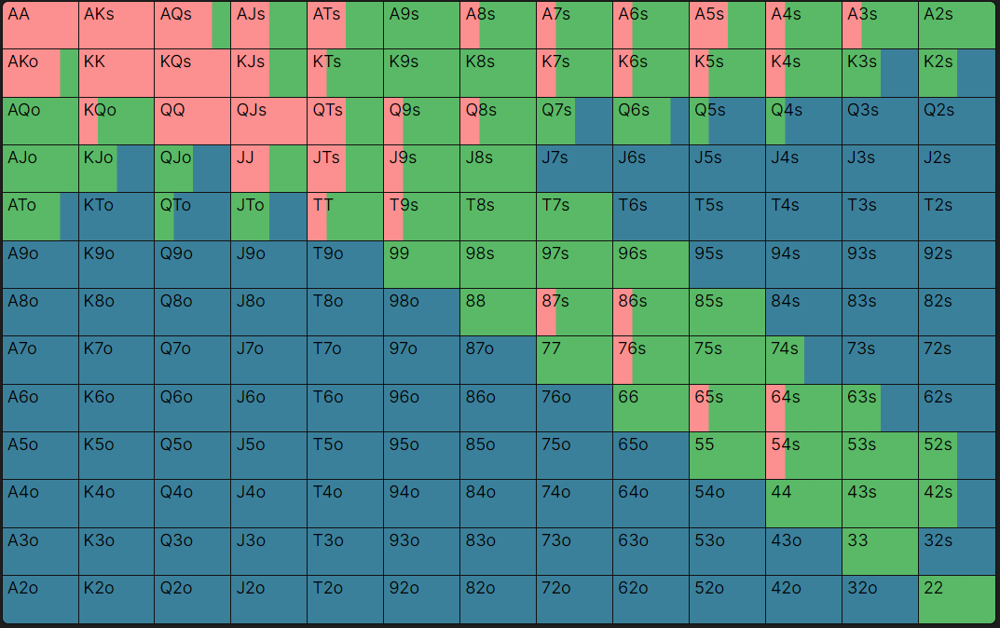 AA AKs AQs AJs ATs A9s A8s A7s A6s A5s A4s A3s A2s
AKo KK KQs KJs KTs K9s K8s K7s K6s K5s K4s K3s K2s
AQo KQo QQ QJs QTs Q9s Q8s Q7s Q6s Q5s Q4s Q3s Q2s
AJo KJo QJo JJ JTs J9s J8s J7s J6s J5s J4s J3s J2s
ATo KTo QTo JTo TT T9s T8s T7s T6s T5s T4s T3s T2s
A9o K9o Q9o J9o T9o 99 98s 97s 96s 95s 94s 93s 92s
A8o K8o Q8o J8o T8o 98o 88 87s 86s 85s 84s 83s 82s
A7o K7o Q7o J7o T7o 97o 87o 77 76s 75s 74s 73s 72s
A6o K6o Q6o J6o T6o 96o 86o 76o 66 65s 64s 63s 62s
A5o K5o Q5o J5o T5o 95o 85o 75o 65o 55 54s 53s 52s
A4o K4o Q4o J4o T4o 94o 84o 74o 64o 54o 44 43s 42s
A3o K3o Q3o J3o T3o 93o 83o 73o 63o 53o 43o 33 32s
A2o K2o Q2o J2o T2o 92o 82o 72o 62o 52o 42o 32o 22